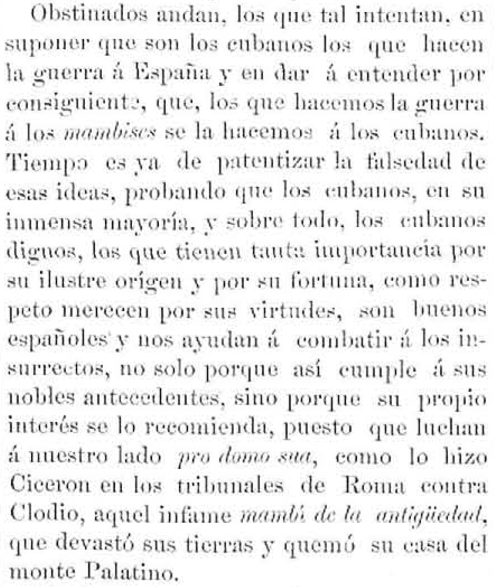 Obstinados andan, los que tal intentan, en
suponer que son los cubanos los que hacen
la guerra á España y en dar á entender por
consiguiente, que, los que hacemos la guerra
á los mambises se la hacemos á los cubanos.
Tiempo es ya de patentizar la falsedad de
esas ideas, probando que los cubanos, en su
inmensa mayoría, y sobre todo, los cubanos
dignos, los que tienen tanta importancia por
su ilustre orígen y por su fortuna, como res-
peto merecen por sus virtudes, son buenos
españoles y nos ayudan á combatir á los in-
surrectos, no solo porque así cumple á sus
nobles antecedentes, sino porque su propio
interés se lo recomienda, puesto que luchan
á nuestro lado pro domo sua, como lo hizo
Ciceron en los tribunales de Roma contra
Clodio, aquel infame mambí de la antigüedad,
que devastó sus tierras y quemó su casa del
monte Palatino.